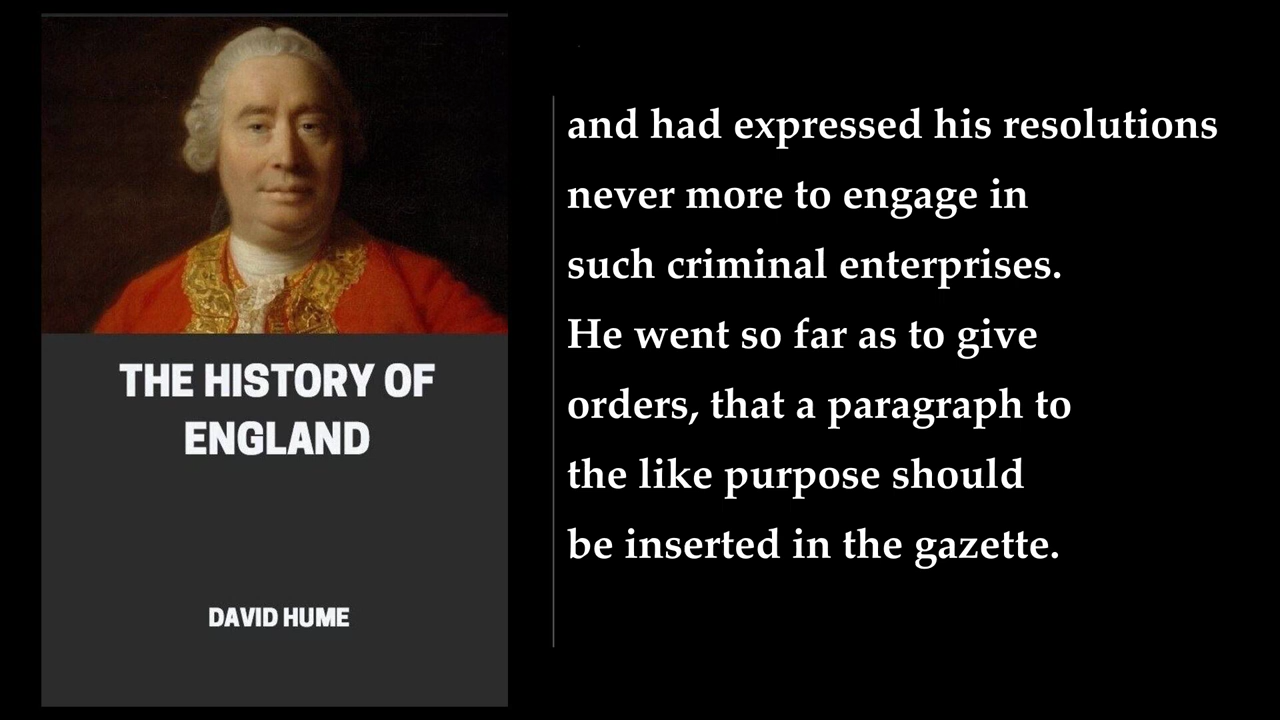 THE HISTORY OF
ENGLAND
DAVID HUME
and had expressed his resolutions
never more to engage in
such criminal enterprises.
He went so far as to give
orders, that a paragraph to
the like purpose should
be inserted in the gazette.